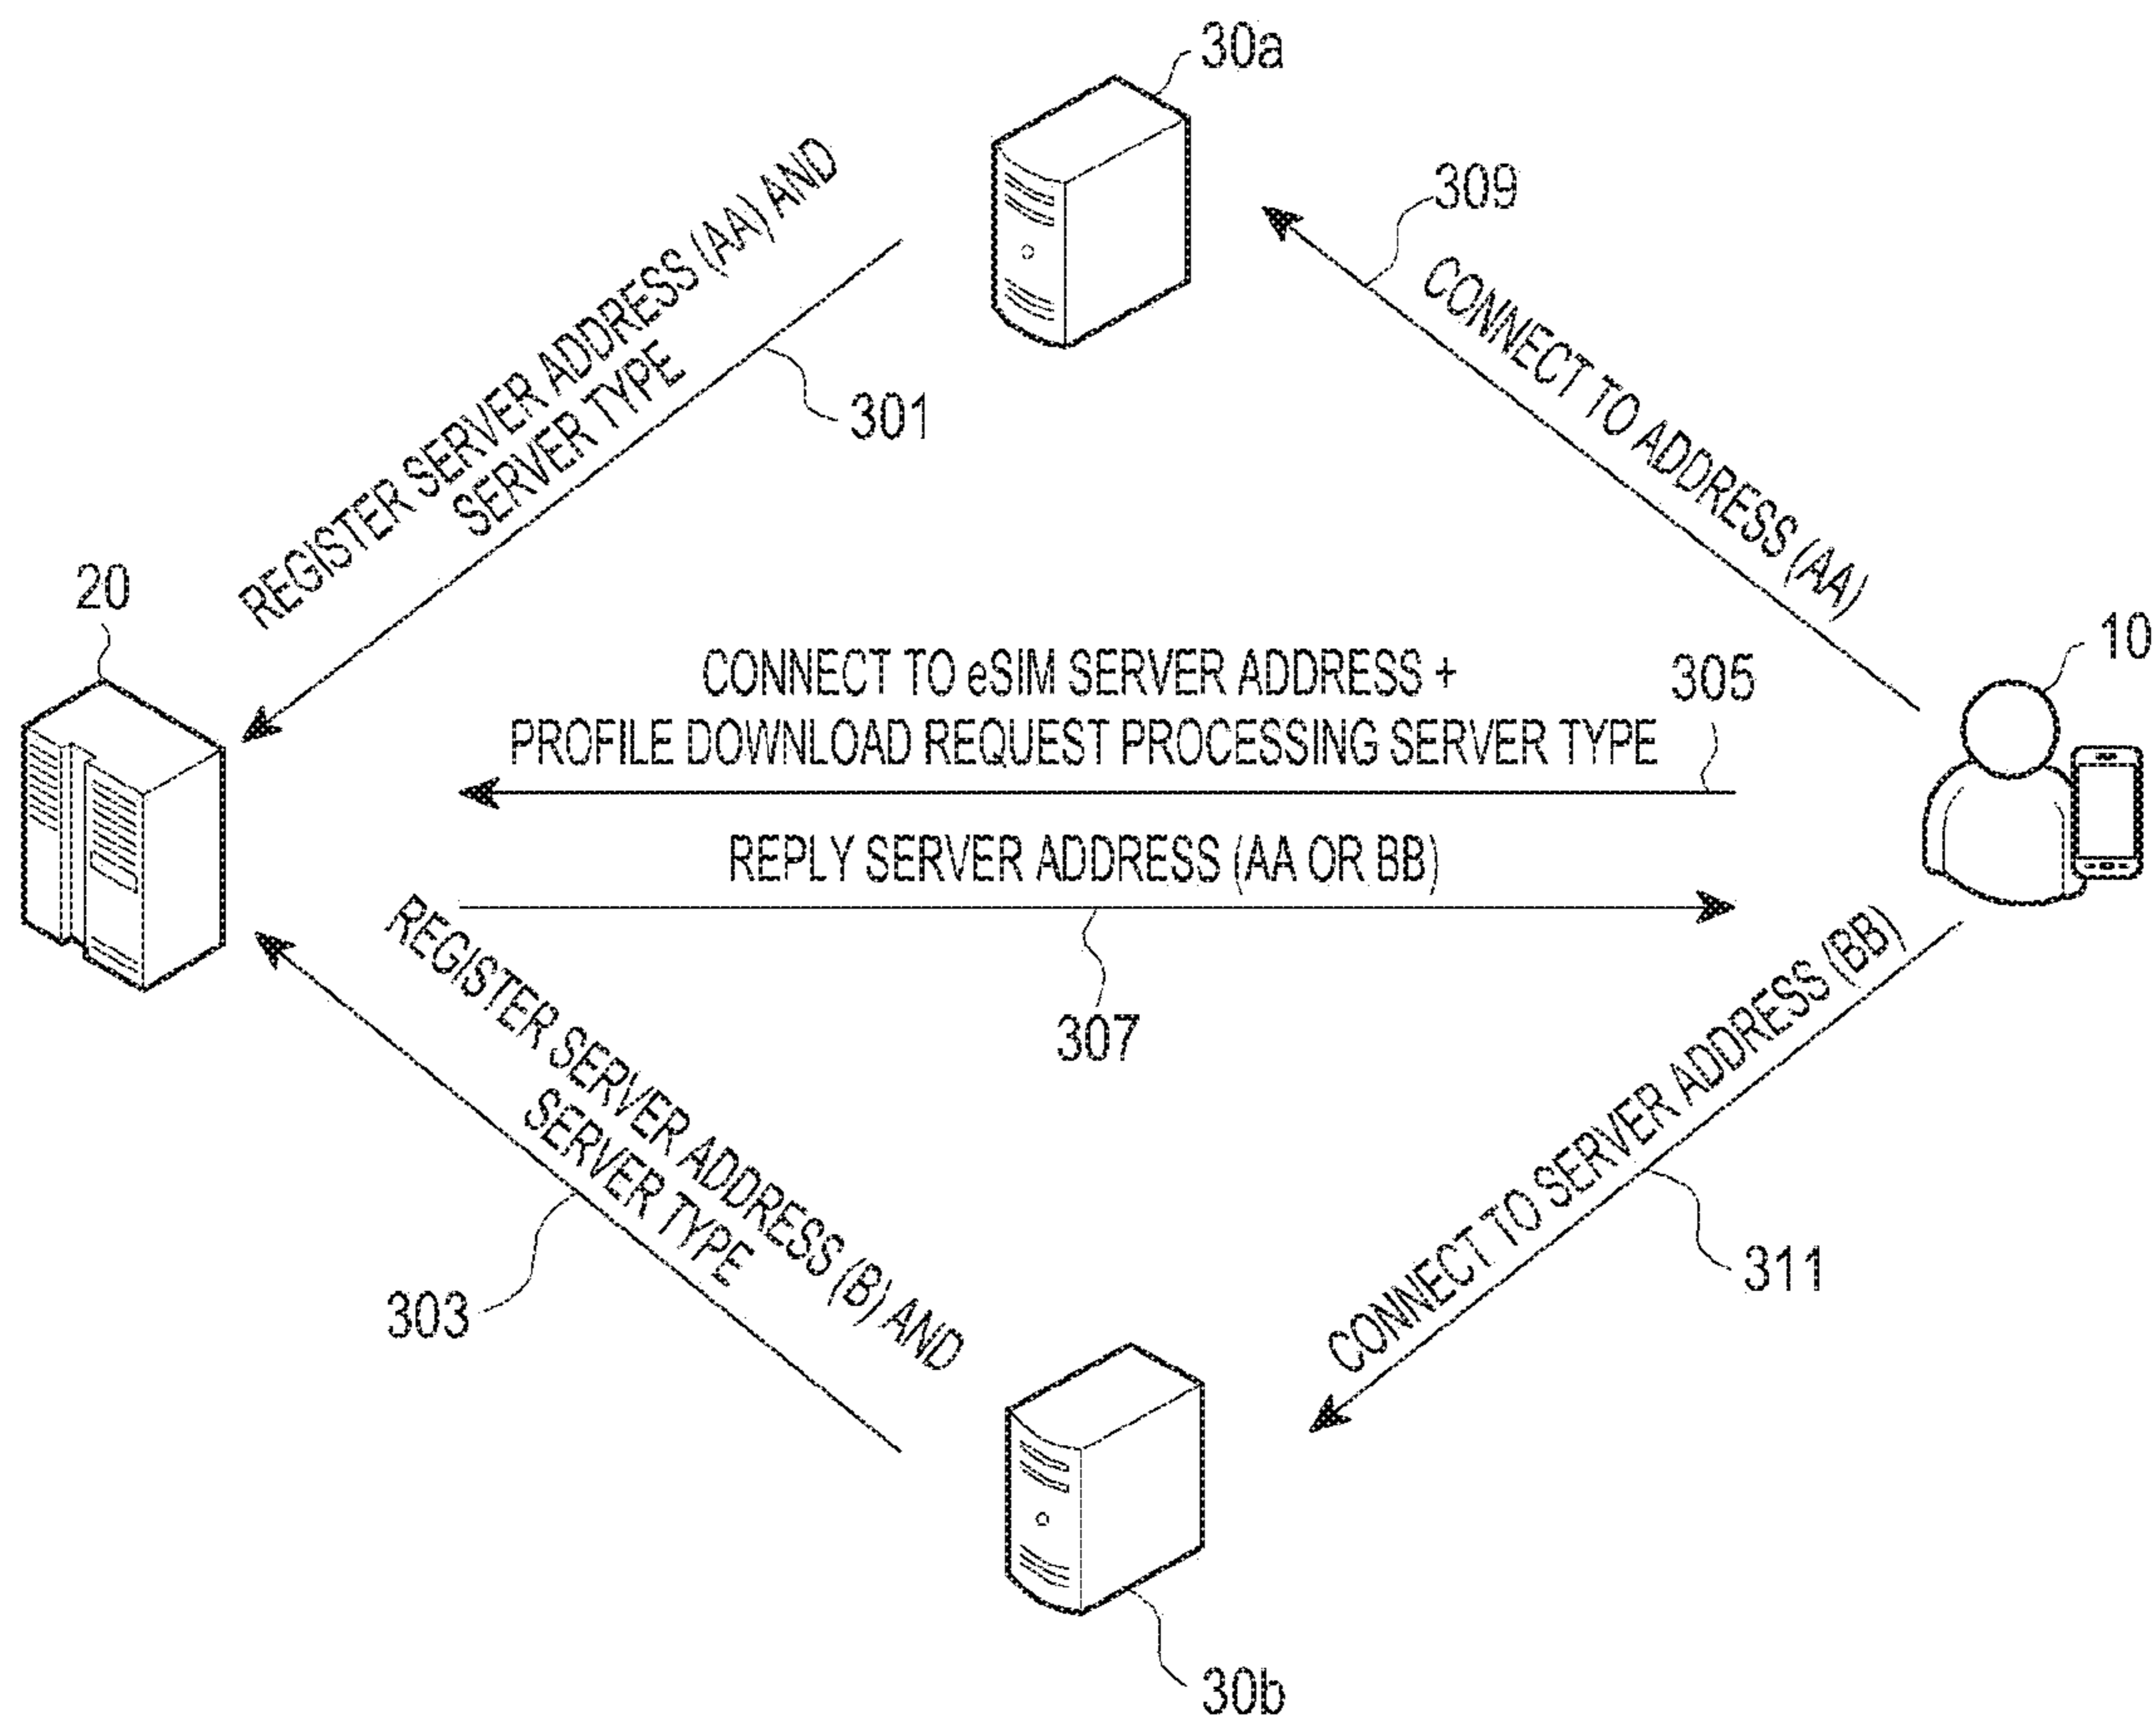 30a
309
REGISTER SERVER ADDRESS (AA) AND
SERVER TYPE
301
CONNECT TO ADDRESS (AA)
20
10
CONNECT TO eSIM SERVER ADDRESS +
PROFILE DOWNLOAD REQUEST PROCESSING SERVER TYPE
305
REPLY SERVER ADDRESS (AA OR BB)
307
REGISTER SERVER ADDRESS (B) AND
SERVER TYPE
303
CONNECT TO SERVER ADDRESS (BB)
311
30b